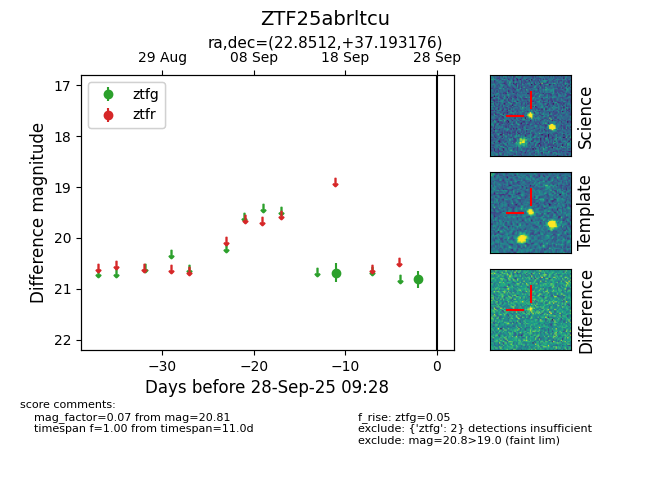 ZTF25abrltcu
ra,dec=(22.8512,+37.193176)
29 Aug 08 Sep 18 Sep 28 Sep
17
18
19
20
21
22
Difference magnitude
ztfg
ztfr
−30 −20 −10 0
Days before 28-Sep-25 09:28
Science
Template
Difference
score comments:
mag_factor=0.07 from mag=20.81
timespan f=1.00 from timespan=11.0d
f_rise: ztfg=0.05
exclude: {'ztfg': 2} detections insufficient
exclude: mag=20.8>19.0 (faint lim)